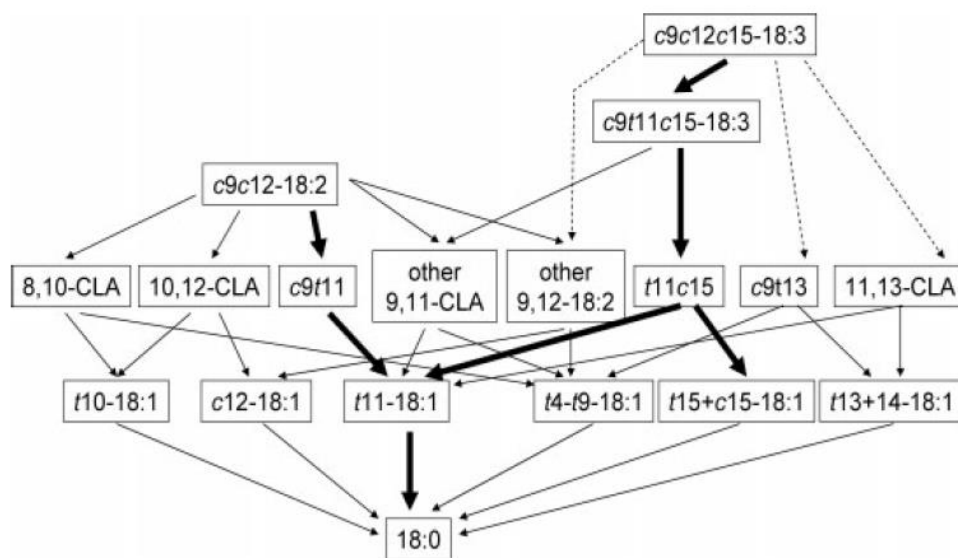 c9c12c15-18:3
c9t11c15-18:3
c9c12-18:2
8,10-CLA
10,12-CLA
c9t11
other
9,11-CLA
other
9,12-18:2
t11c15
c9t13
11,13-CLA
t10-18:1
c12-18:1
t11-18:1
t4-t9-18:1
t15+c15-18:1
t13+14-18:1
18:0